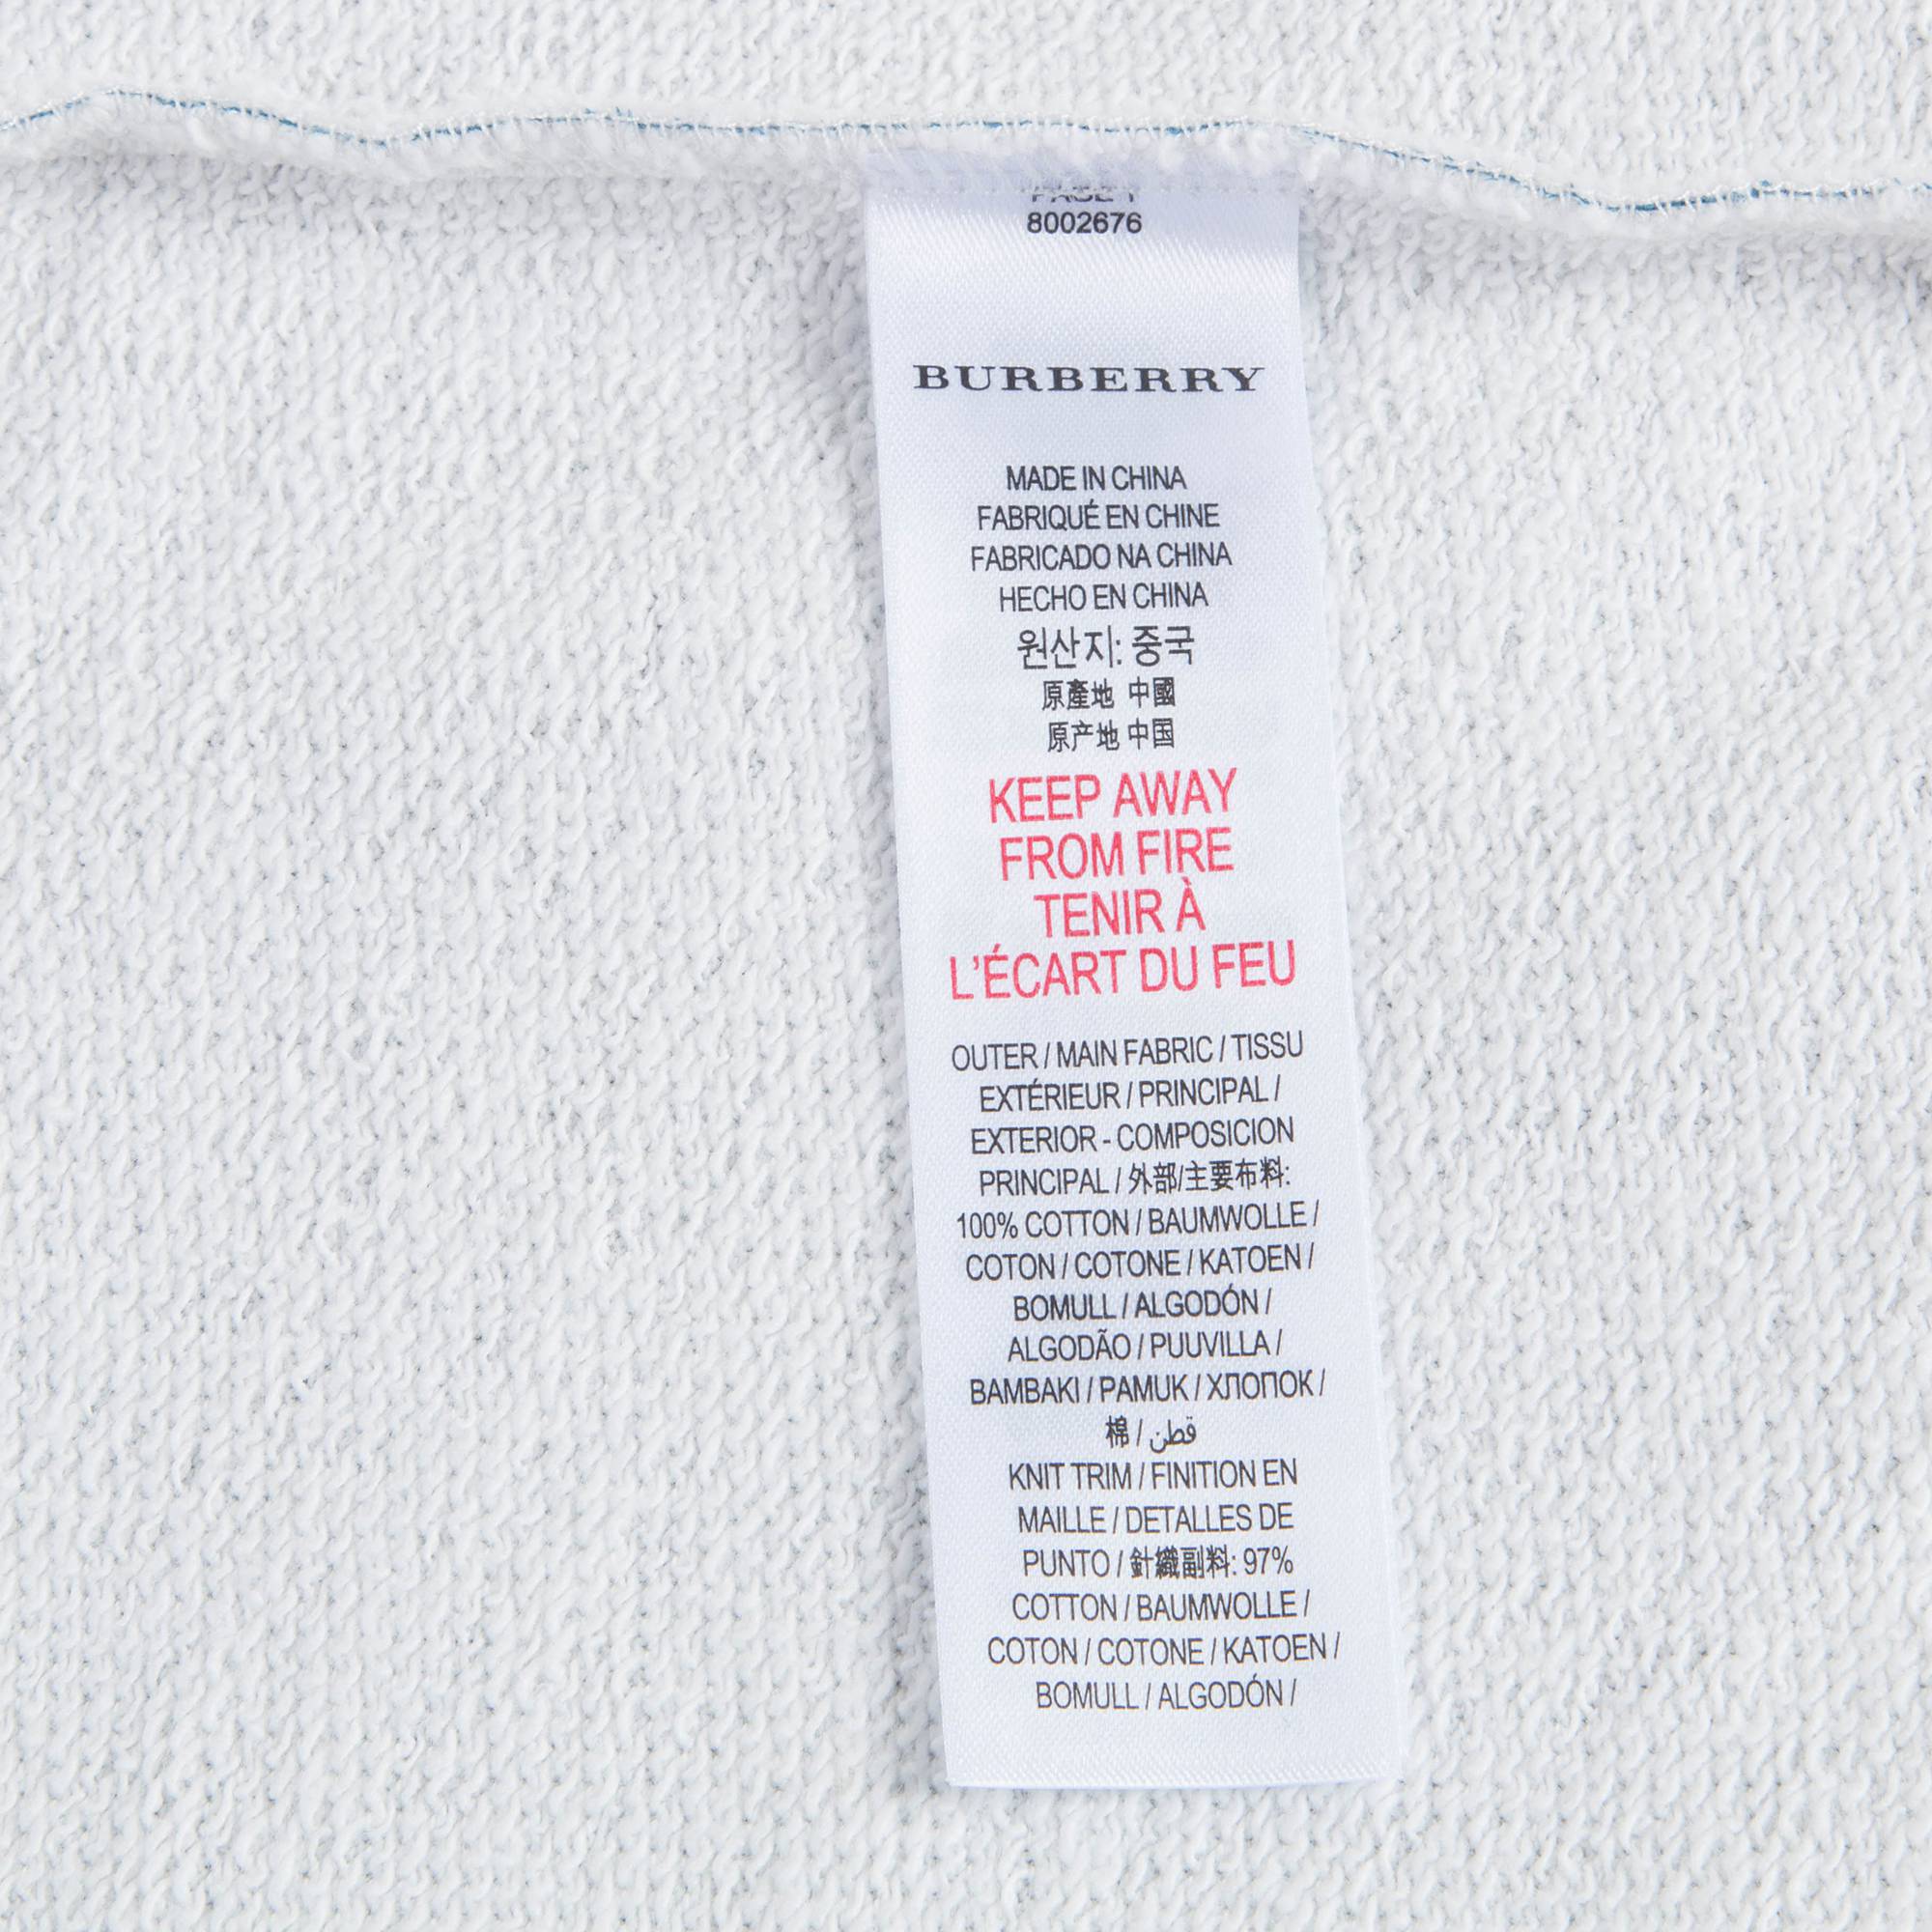 PAGE 1
8002676
BURBERRY
MADE IN CHINA
FABRIQUÉ EN CHINE
FABRICADO NA CHINA
HECHO EN CHINA
원산지: 중국
原產地 中國
原产地 中国
KEEP AWAY
FROM FIRE
TENIR À
L'ÉCART DU FEU
OUTER / MAIN FABRIC / TISSU
EXTÉRIEUR / PRINCIPAL /
EXTERIOR - COMPOSICION
PRINCIPAL / 外部/主要布料:
100% COTTON / BAUMWOLLE /
COTON / COTONE / KATOEN /
BOMULL / ALGODÓN /
ALGODÃO / PUUVILLA /
BAMBAKI / PAMUK / ХЛОПОК /
棉 / قطن
KNIT TRIM / FINITION EN
MAILLE / DETALLES DE
PUNTO / 針織副料: 97%
COTTON / BAUMWOLLE /
COTON / COTONE / KATOEN /
BOMULL / ALGODÓN /